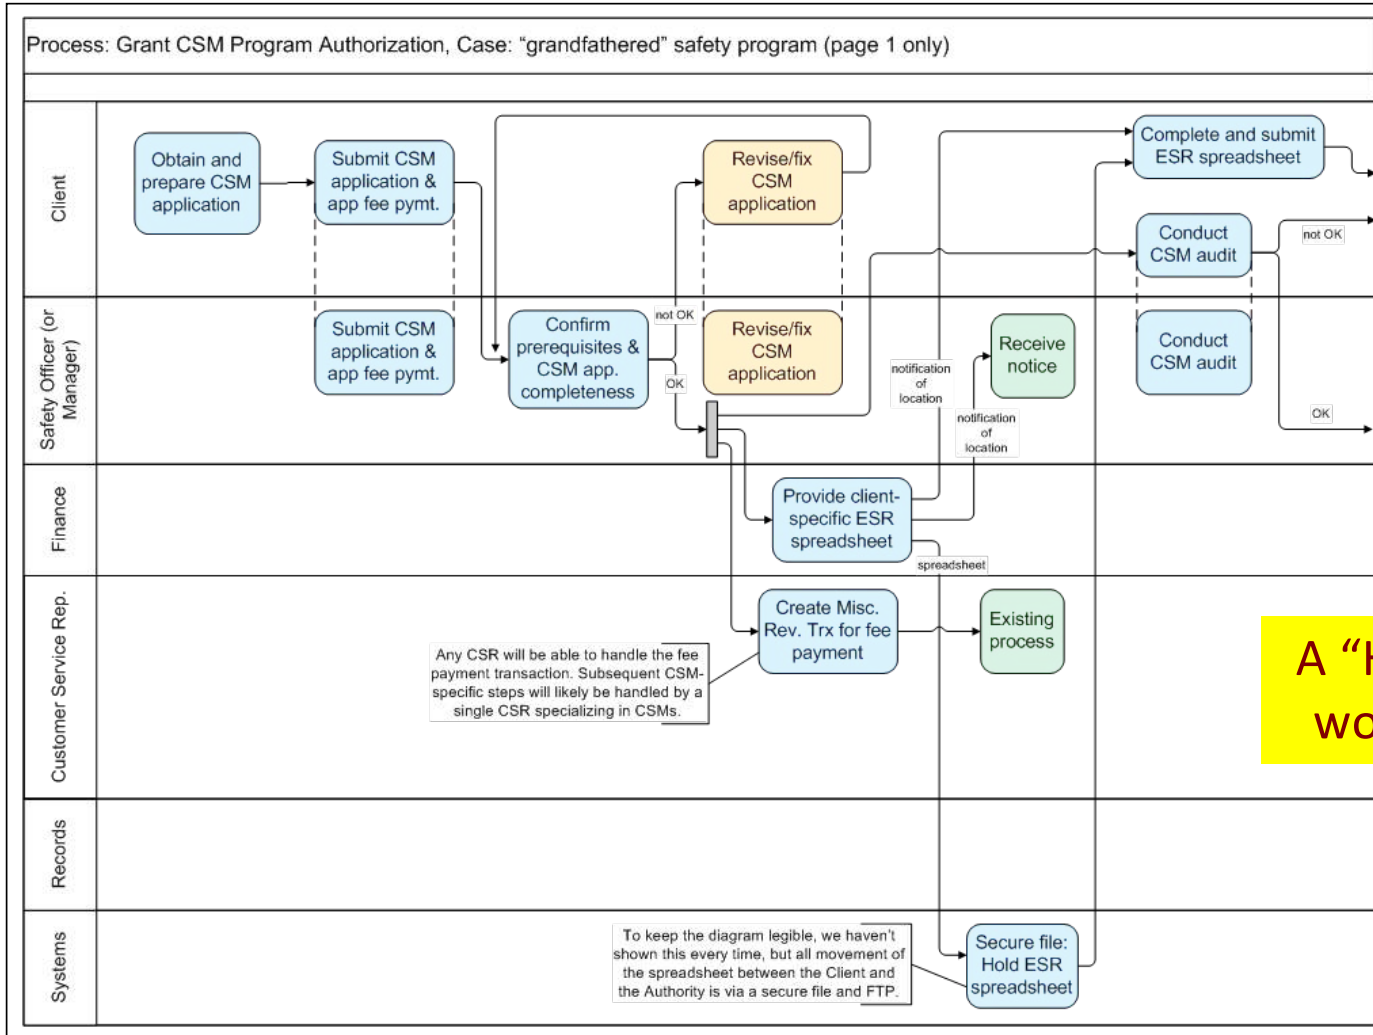 Process: Grant CSM Program Authorization, Case: “grandfathered” safety program (page 1 only)
Client
Obtain and
prepare CSM
application
Submit CSM
application &
app fee pymt.
Revise/fix
CSM
application
Complete and submit
ESR spreadsheet
Conduct
CSM audit
not OK
Safety Officer (or
Manager)
Submit CSM
application &
app fee pymt.
Confirm
prerequisites &
CSM app.
completeness
not OK
OK
Revise/fix
CSM
application
notification
of
location
Receive
notice
notification
of
location
Conduct
CSM audit
OK
Finance
Provide client-
specific ESR
spreadsheet
spreadsheet
Customer Service Rep.
Any CSR will be able to handle the fee
payment transaction. Subsequent CSM-
specific steps will likely be handled by a
single CSR specializing in CSMs.
Create Misc.
Rev. Trx for fee
payment
Existing
process
A
Records
Systems
To keep the diagram legible, we haven't
shown this every time, but all movement of
the spreadsheet between the Client and
the Authority is via a secure file and FTP.
Secure file:
Hold ESR
spreadsheet